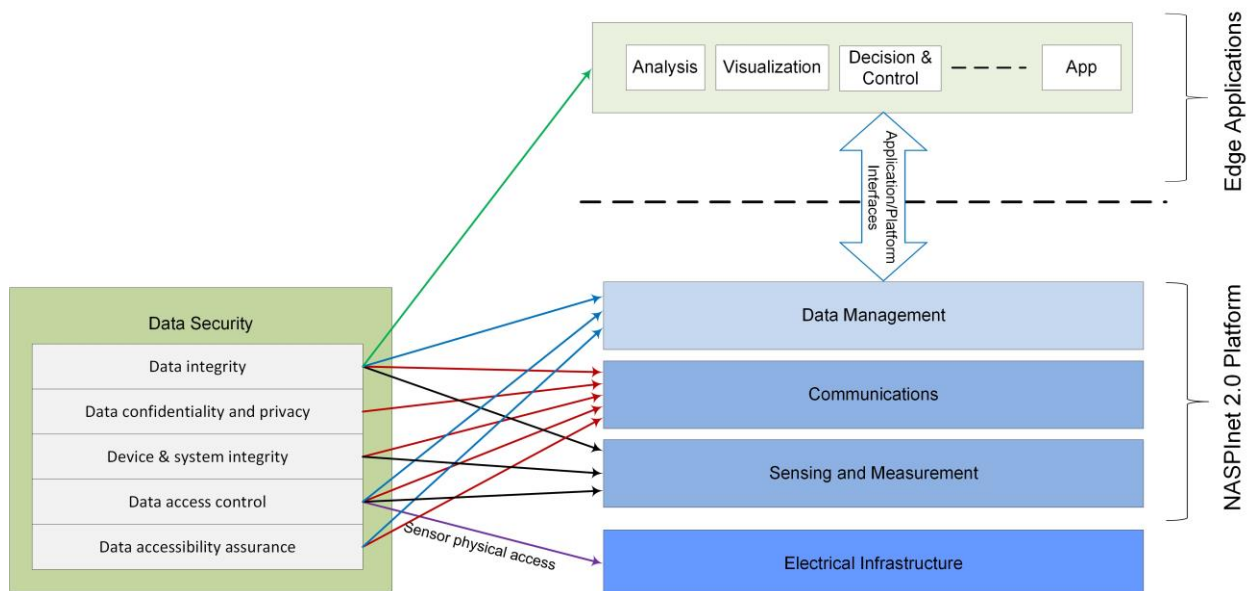 Analysis
Visualization
Decision &
Control
App
Edge Applications
Application/Platform
Interfaces
Data Security
Data integrity
Data confidentiality and privacy
Device & system integrity
Data access control
Data accessibility assurance
Sensor physical access
Data Management
Communications
Sensing and Measurement
Electrical Infrastructure
NASPInet 2.0 Platform